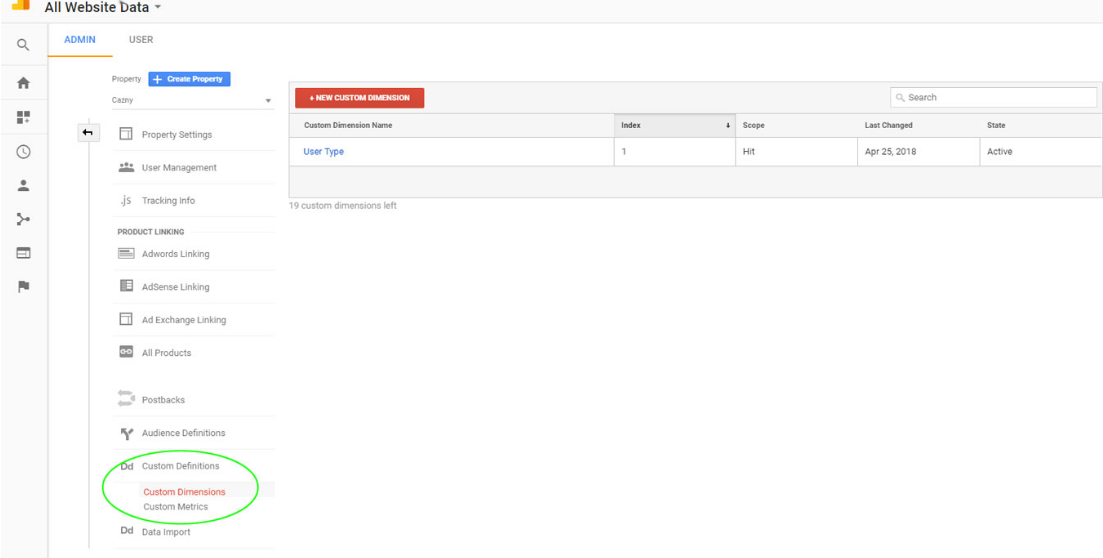 All Website Data
ADMIN USER
Property + Create Property
Cazny
Property Settings
User Management
.js Tracking Info
PRODUCT LINKING
Adwords Linking
AdSense Linking
Ad Exchange Linking
All Products
Postbacks
Audience Definitions
Dd Custom Definitions
Custom Dimensions
Custom Metrics
Dd Data Import
+ NEW CUSTOM DIMENSION
Search
Custom Dimension Name Index Scope Last Changed State
User Type 1 Hit Apr 25, 2018 Active
19 custom dimensions left